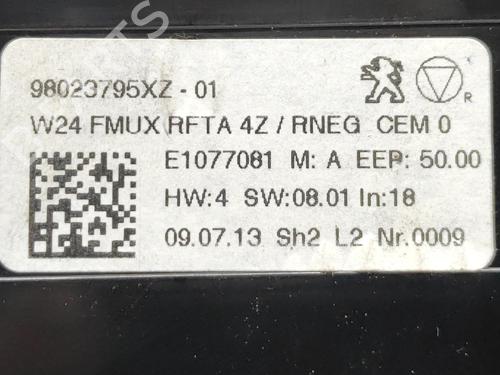 98023795XZ - 01
W24 FMUX RFTA 4Z / RNEG CEM 0
E1077081 M: A EEP: 50.00
HW:4 SW:08.01 In:18
09.07.13 Sh2 L2 Nr.0009
R